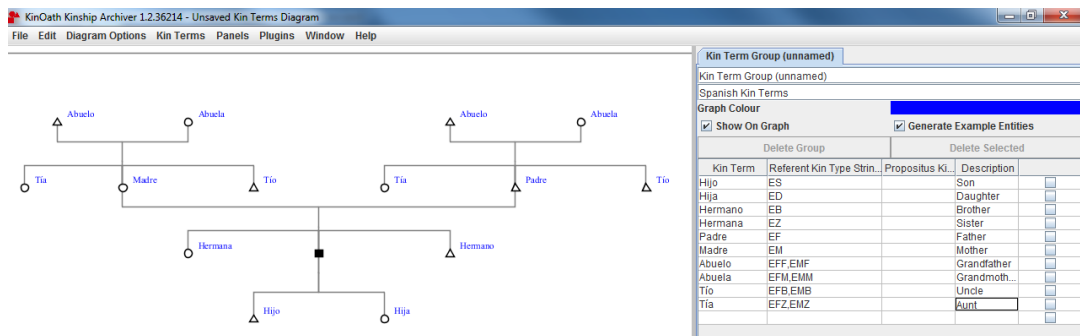 KinOath Kinship Archiver 1.2.36214 - Unsaved Kin Terms Diagram
File Edit Diagram Options Kin Terms Panels Plugins Window Help
Abuelo Abuela Abuelo Abuela
Tía Madre Tío Tía Padre Tío
Hermana Hermano
Hijo Hija
Kin Term Group (unnamed)
Kin Term Group (unnamed)
Spanish Kin Terms
Graph Colour
Show On Graph Generate Example Entities
Delete Group Delete Selected
Kin Term Referent Kin Type Strin... Propositus Ki... Description
Hijo ES Son
Hija ED Daughter
Hermano EB Brother
Hermana EZ Sister
Padre EF Father
Madre EM Mother
Abuelo EFF,EMF Grandfather
Abuela EFM,EMM Grandmoth...
Tío EFB,EMB Uncle
Tía EFZ,EMZ Aunt